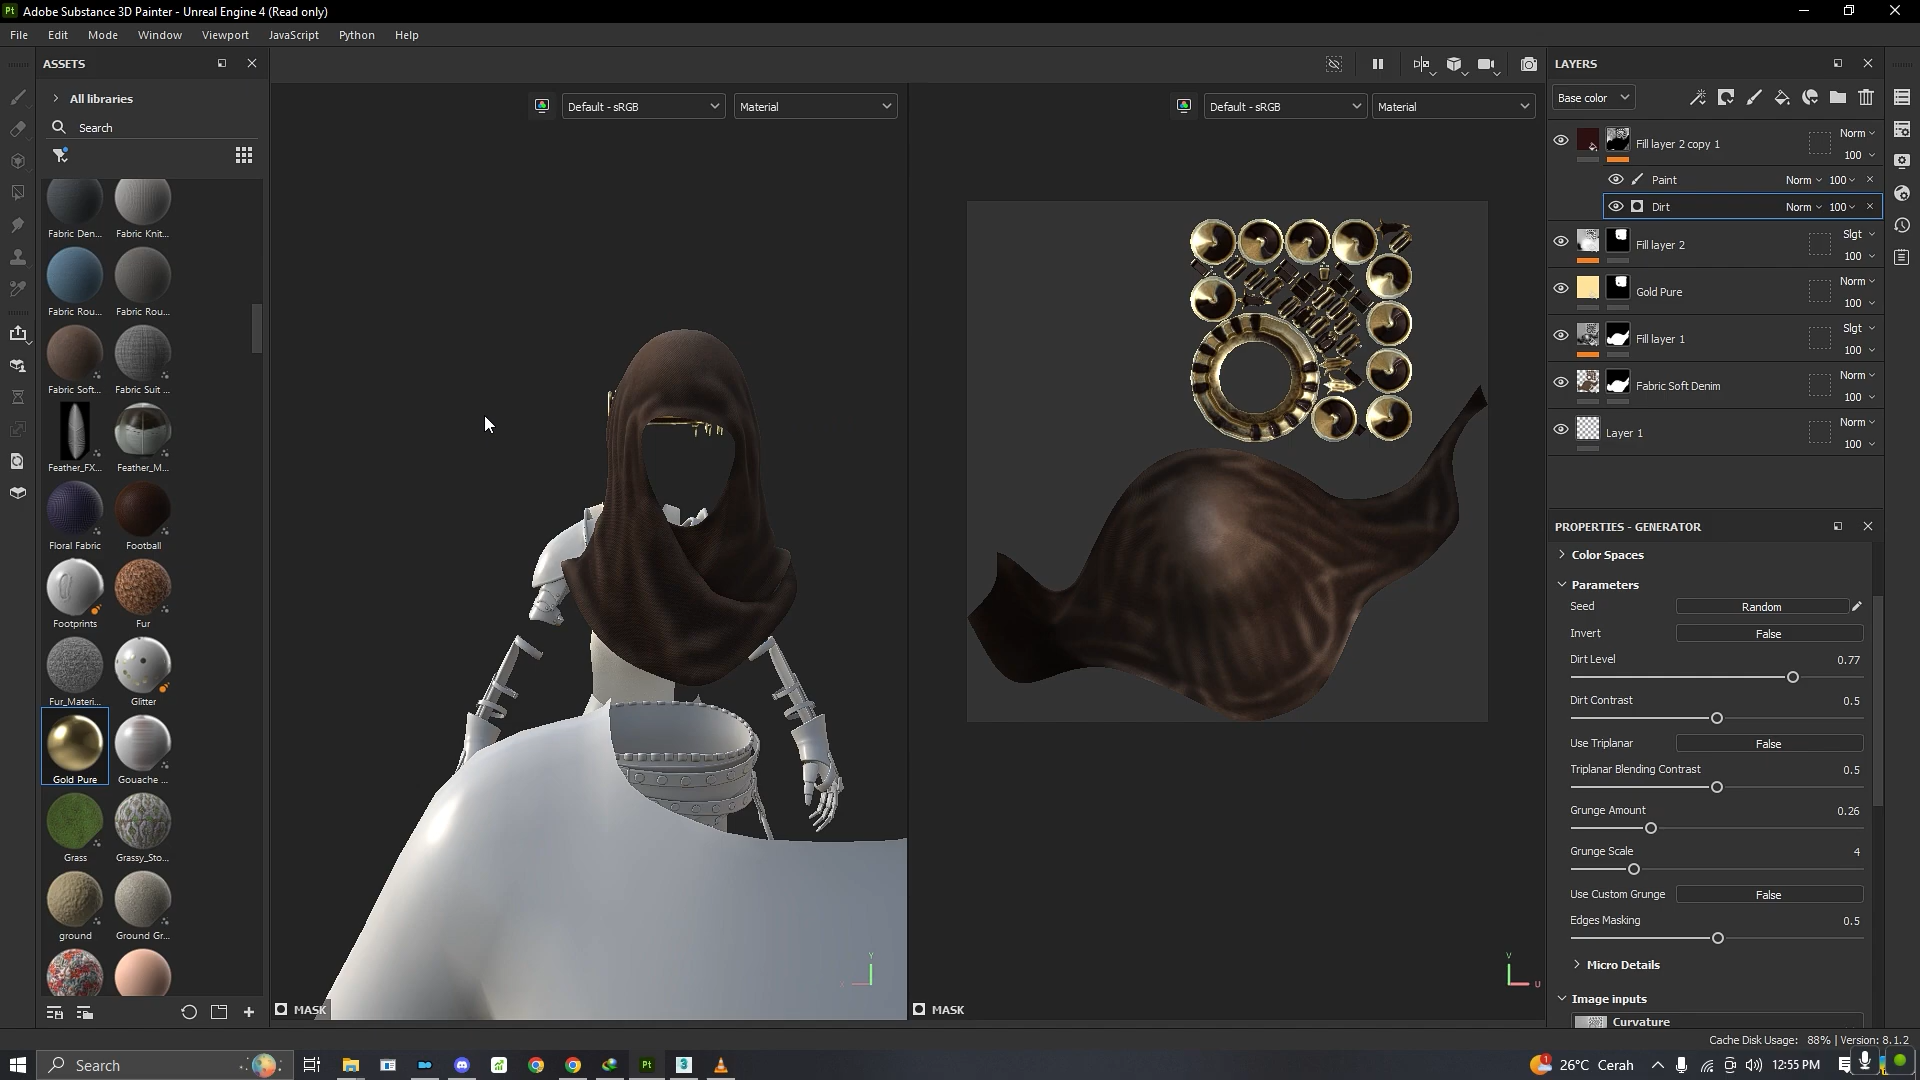 Adobe Substance 3D Painter - Unreal Engine 4 (Read only)
File Edit Mode Window Viewport JavaScript Python Help
ASSETS
All libraries
Search
Fabric Den... Fabric Knit...
Fabric Rou... Fabric Rou...
Fabric Soft... Fabric Suit ...
Feather_FX... Feather_M...
Floral Fabric Football
Footprints Fur
Fur_Materi... Glitter
Gold Pure Gouache ...
Grass Grassy_Sto...
ground Ground Gr...
Default - sRGB Material
MASK
Default - sRGB Material
MASK
Y
V
U
LAYERS
Base color
Fill layer 2 copy 1 Norm 100
Paint Norm 100
Dirt Norm 100
Fill layer 2 Slgt 100
Gold Pure Norm 100
Fill layer 1 Slgt 100
Fabric Soft Denim Norm 100
Layer 1 Norm 100
PROPERTIES - GENERATOR
Color Spaces
Parameters
Seed Random
Invert False
Dirt Level 0.77
Dirt Contrast 0.5
Use Triplanar False
Triplanar Blending Contrast 0.5
Grunge Amount 0.26
Grunge Scale 4
Use Custom Grunge False
Edges Masking 0.5
Micro Details
Image inputs
Curvature
Cache Disk Usage: 88% | Version: 8.1.2
Search
Pt
3
1
26°C Cerah
12:55 PM